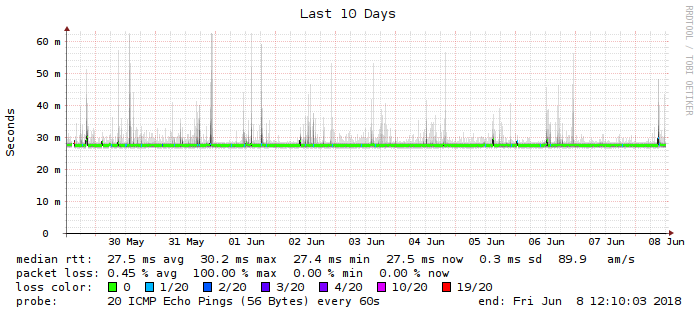 Last 10 Days
RRDTOOL / TOBI OETIKER
Seconds
60 m
50 m
40 m
30 m
20 m
10 m
0
30 May 31 May 01 Jun 02 Jun 03 Jun 04 Jun 05 Jun 06 Jun 07 Jun 08 Jun
median rtt: 27.5 ms avg 30.2 ms max 27.4 ms min 27.5 ms now 0.3 ms sd 89.9 am/s
packet loss: 0.45 % avg 100.00 % max 0.00 % min 0.00 % now
loss color: 0 1/20 2/20 3/20 4/20 10/20 19/20
probe: 20 ICMP Echo Pings (56 Bytes) every 60s end: Fri Jun 8 12:10:03 2018